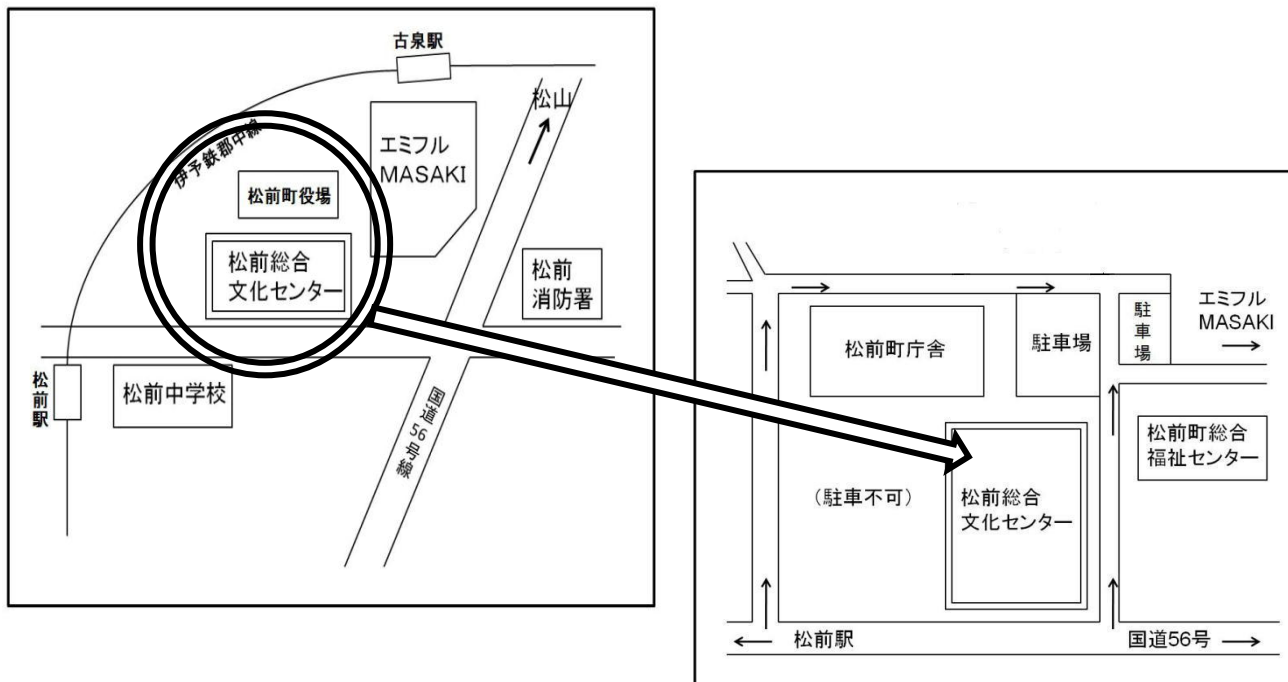 古泉駅
松山
エミフル
MASAKI
伊予鉄郡中線
松前町役場
松前総合
文化センター
松前
消防署
松前駅
松前中学校
国道56号線
エミフル
MASAKI
駐車場
松前町庁舎
駐車場
松前町総合
福祉センター
（駐車不可）
松前総合
文化センター
松前駅
国道56号